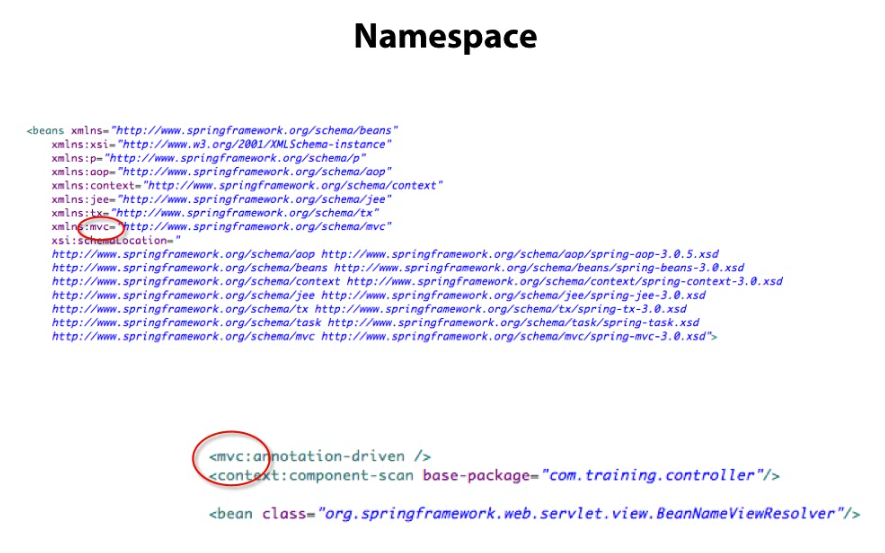 Namespace
<beans xmlns="http://www.springframework.org/schema/beans"
xmlns:xsi="http://www.w3.org/2001/XMLSchema-instance"
xmlns:p="http://www.springframework.org/schema/p"
xmlns:aop="http://www.springframework.org/schema/aop"
xmlns:context="http://www.springframework.org/schema/context"
xmlns:jee="http://www.springframework.org/schema/jee"
xmlns:tx="http://www.springframework.org/schema/tx"
xmlns:mvc="http://www.springframework.org/schema/mvc"
xsi:schemaLocation="
http://www.springframework.org/schema/aop http://www.springframework.org/schema/aop/spring-aop-3.0.5.xsd
http://www.springframework.org/schema/beans http://www.springframework.org/schema/beans/spring-beans-3.0.xsd
http://www.springframework.org/schema/context http://www.springframework.org/schema/context/spring-context-3.0.xsd
http://www.springframework.org/schema/jee http://www.springframework.org/schema/jee/spring-jee-3.0.xsd
http://www.springframework.org/schema/tx http://www.springframework.org/schema/tx/spring-tx-3.0.xsd
http://www.springframework.org/schema/task http://www.springframework.org/schema/task/spring-task.xsd
http://www.springframework.org/schema/mvc http://www.springframework.org/schema/mvc/spring-mvc-3.0.xsd">
<mvc:annotation-driven />
<context:component-scan base-package="com.training.controller"/>
<bean class="org.springframework.web.servlet.view.BeanNameViewResolver"/>